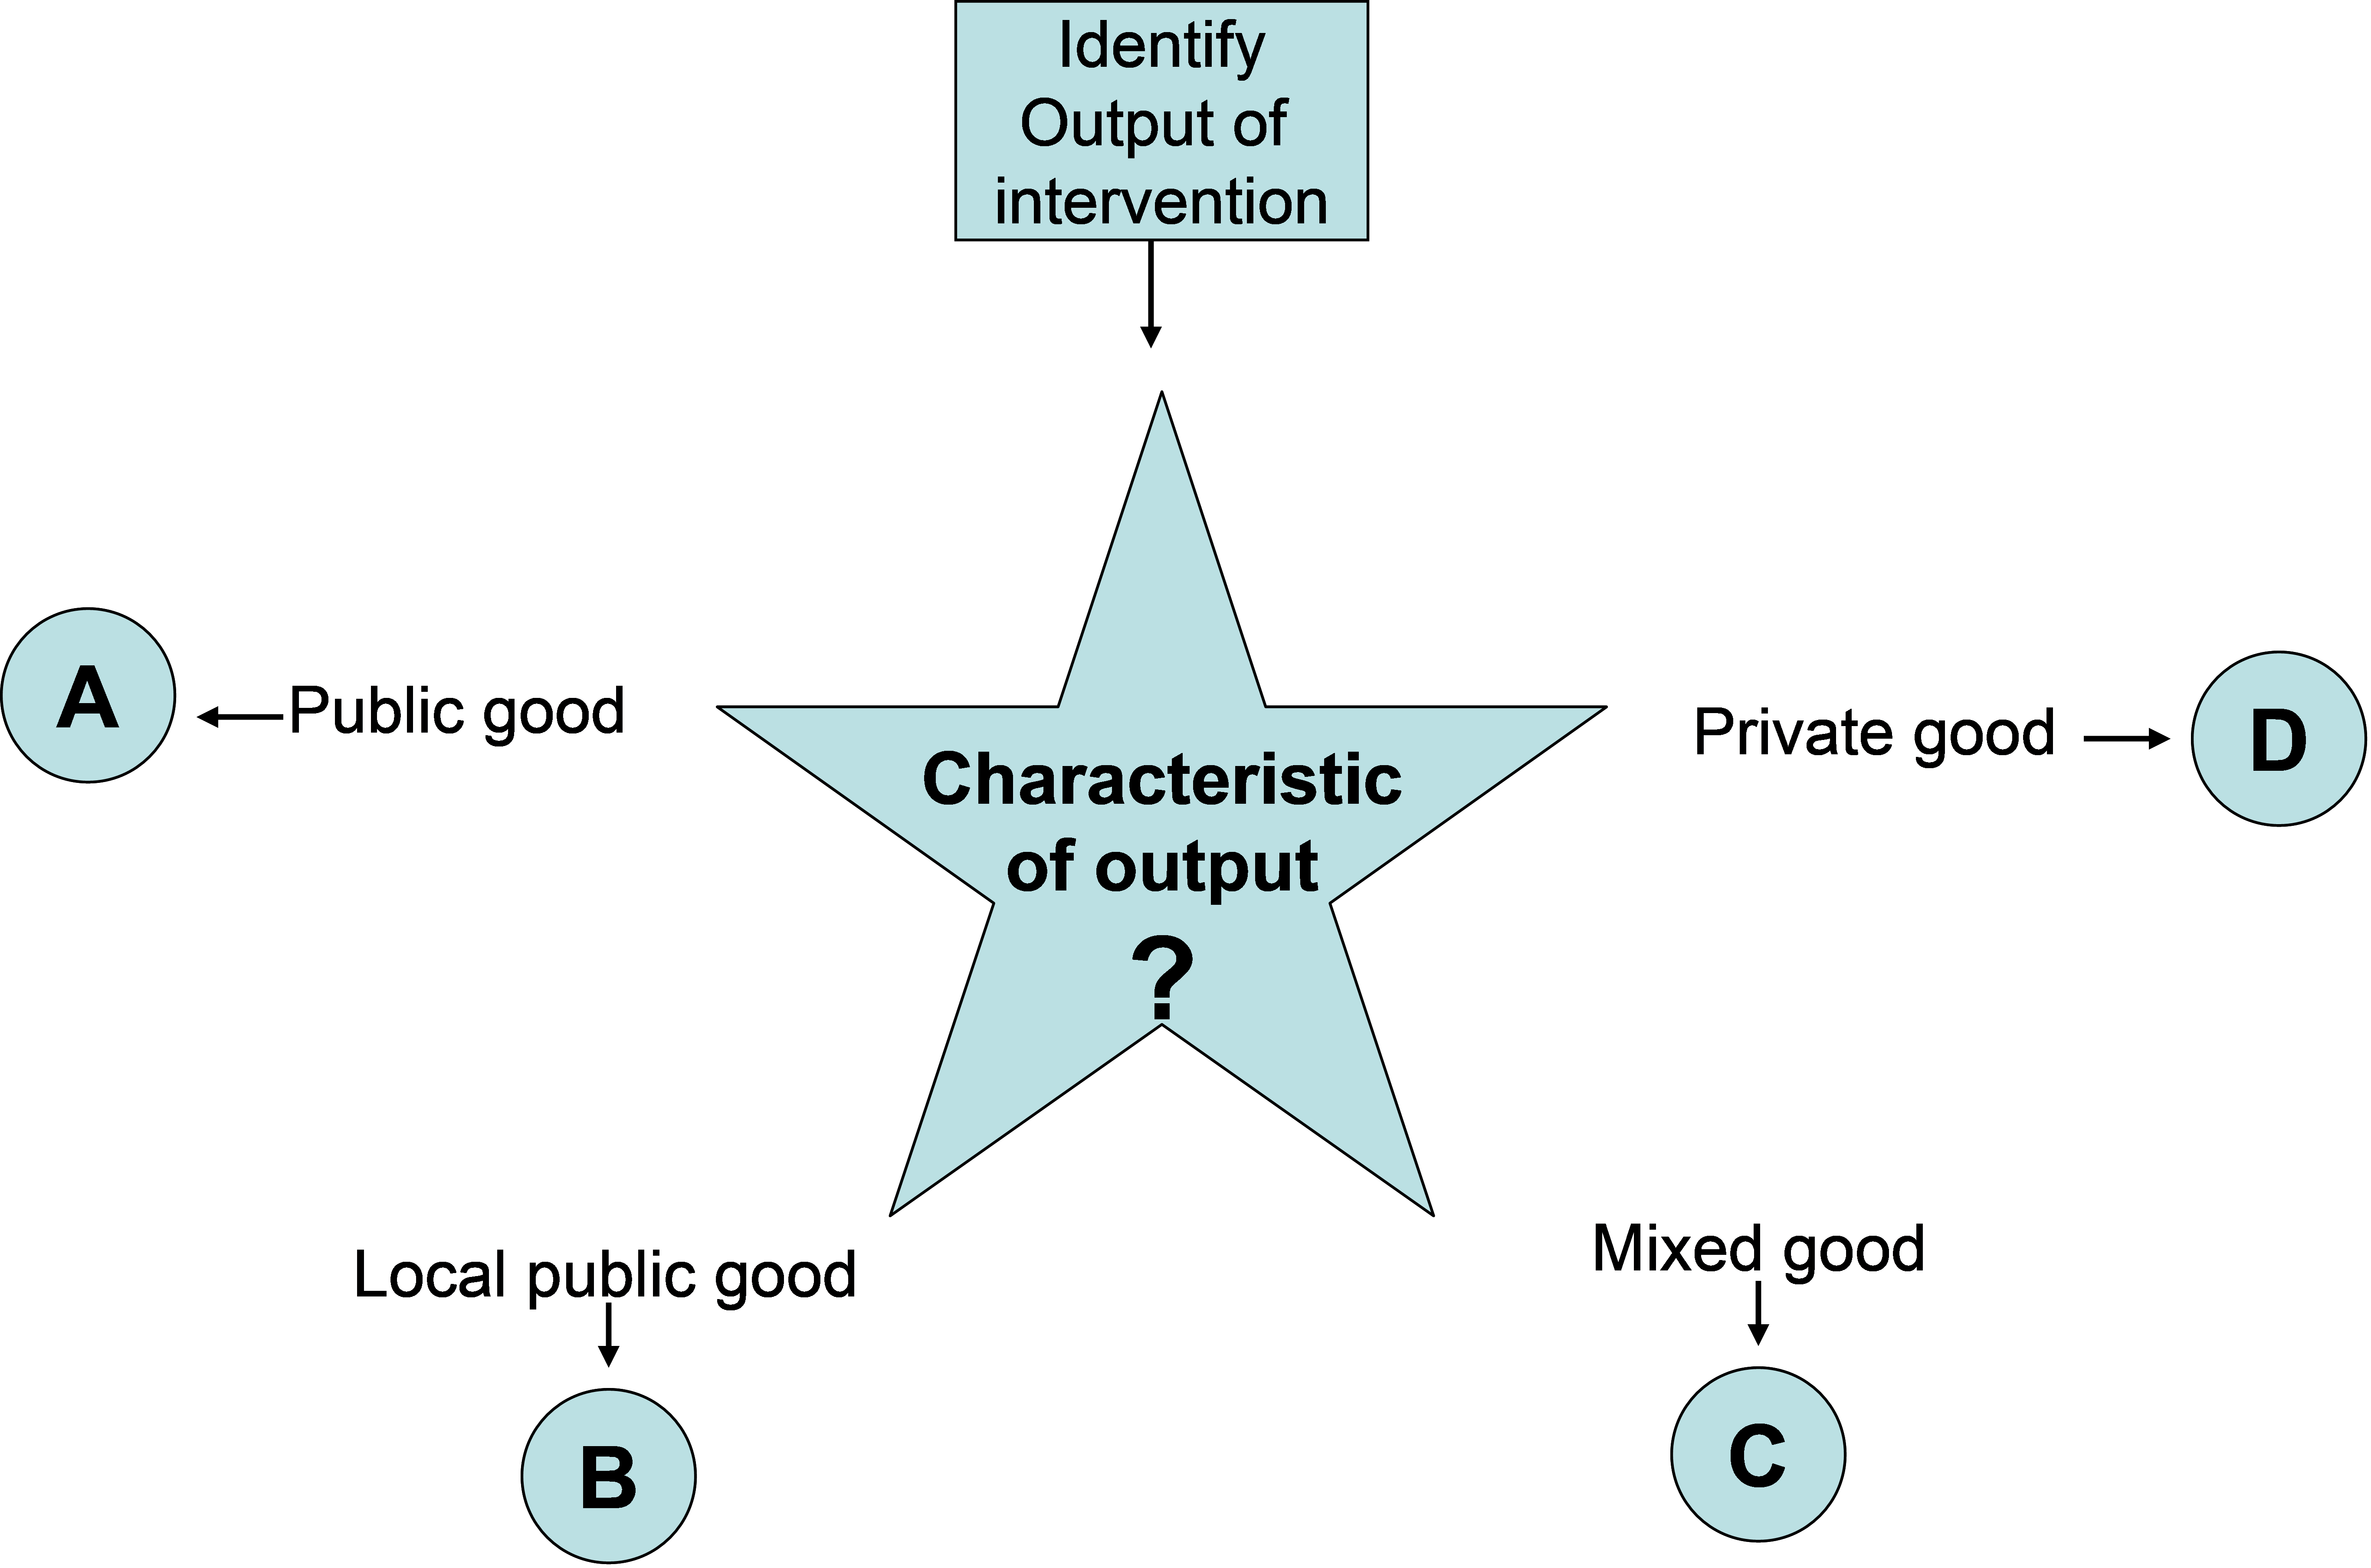 Identify
Output of
intervention
A
Public good
Private good
D
Characteristic
of output
?
Local public good
Mixed good
B
C